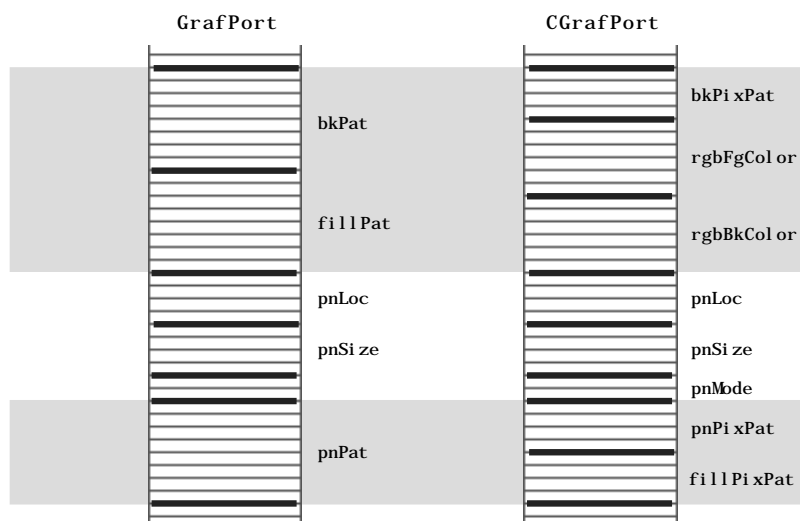 GrafPort CGrafPort
bkPixPat
bkPat
rgbFgColor
fillPat
rgbBkColor
pnLoc pnLoc
pnSize pnSize
pnMode
pnPixPat
pnPat
fillPixPat